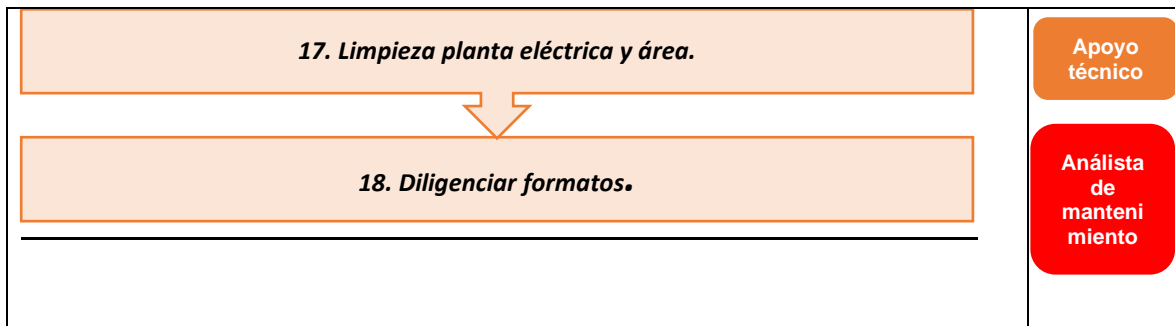 17. Limpieza planta eléctrica y área.
Apoyo
técnico
18. Diligenciar formatos.
Análista
de
manteni
miento